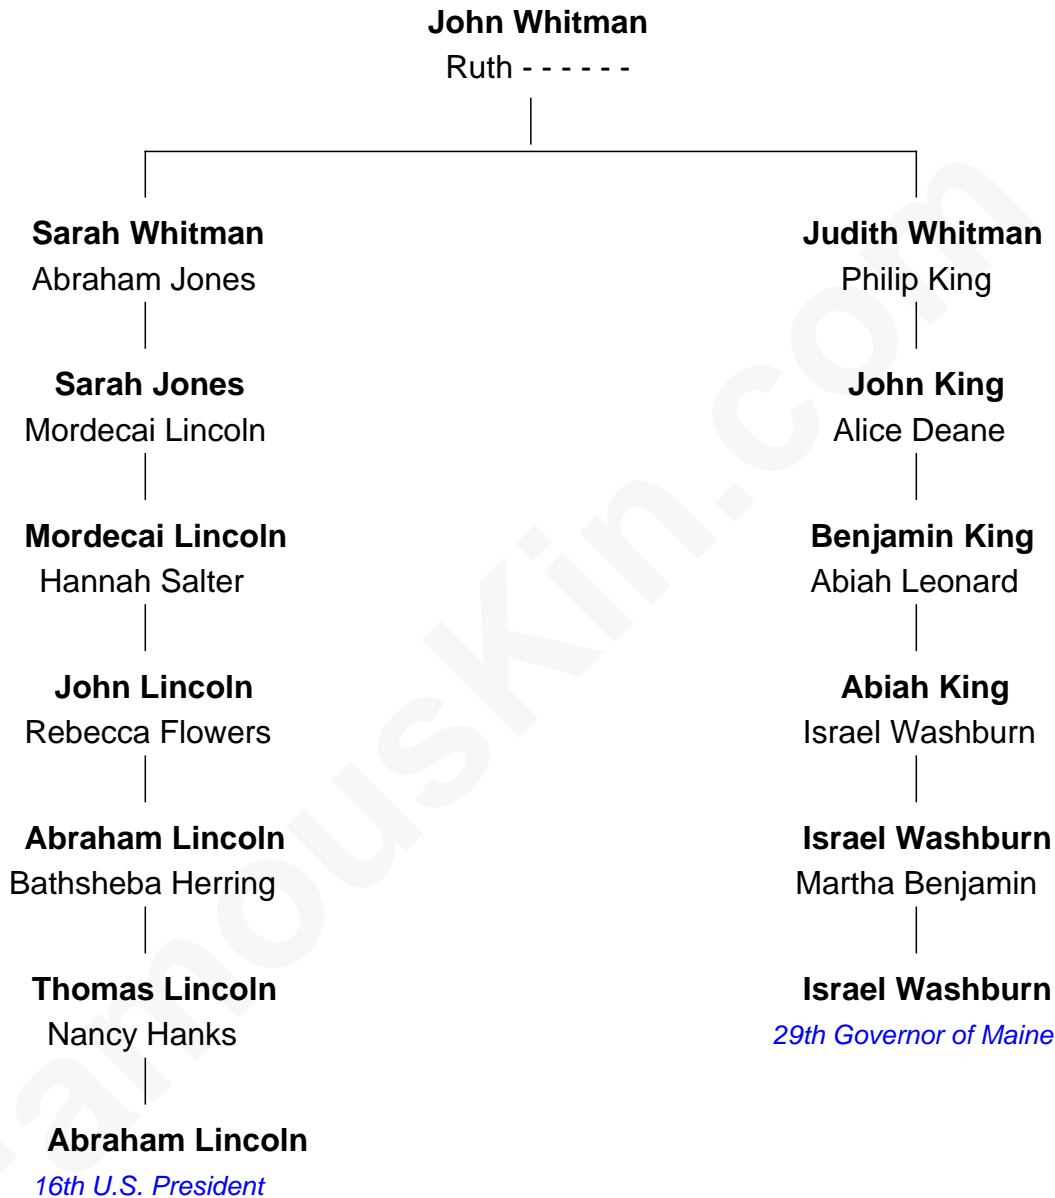 John Whitman
Ruth - - - - - -
Sarah Whitman
Abraham Jones
Judith Whitman
Philip King
Sarah Jones
Mordecai Lincoln
John King
Alice Deane
Mordecai Lincoln
Hannah Salter
Benjamin King
Abiah Leonard
John Lincoln
Rebecca Flowers
Abiah King
Israel Washburn
Abraham Lincoln
Bathsheba Herring
Israel Washburn
Martha Benjamin
Thomas Lincoln
Nancy Hanks
Israel Washburn
29th Governor of Maine
Abraham Lincoln
16th U.S. President
FamousKin.com